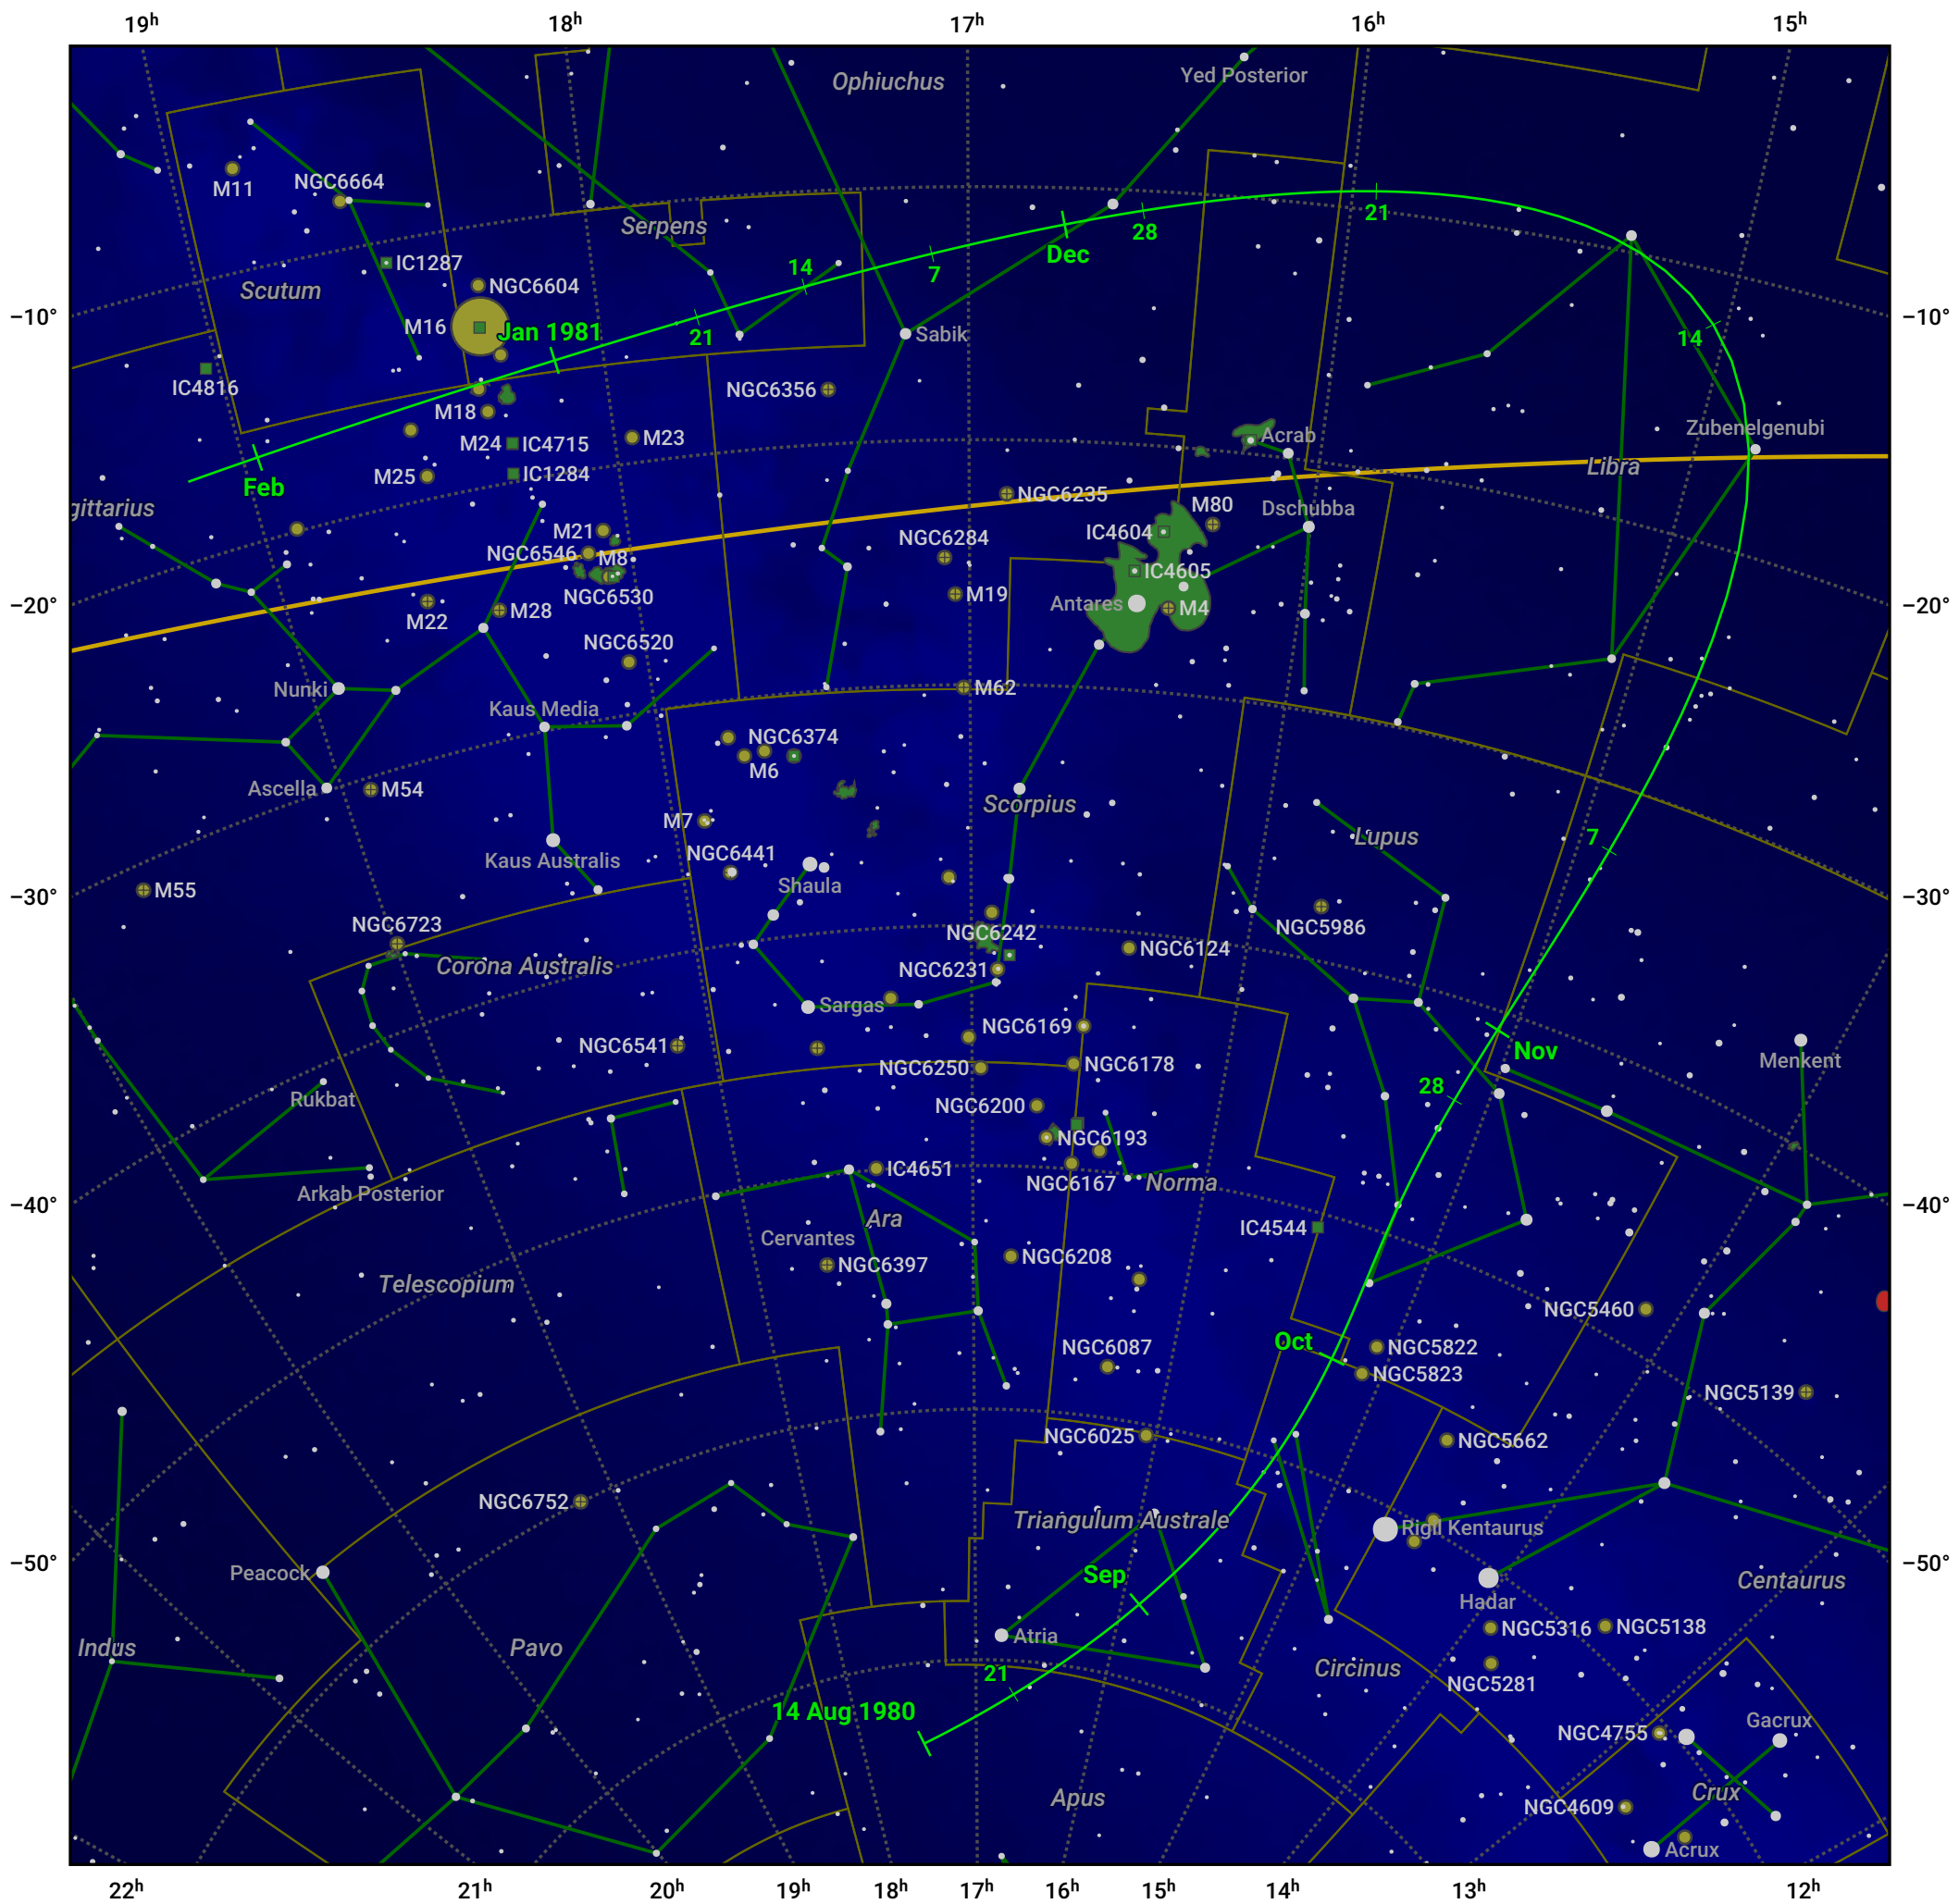 19h 18h 17h 16h 15h
Ophiuchus
Yed Posterior
M11
NGC6664
21
Serpens
28
Dec
IC1287
14
7
Scutum
NGC6604
−10°
M16
Jan 1981
21
Sabik
14
−10°
IC4816
NGC6356
M18
M23
Acrab
Zubenelgenubi
M24
IC4715
IC1284
M25
Libra
Feb
NGC6235
gittarius
M80
Dschubba
M21
IC4604
NGC6284
NGC6546
M8
IC4605
NGC6530
M19
Antares
M4
−20°
−20°
M22
M28
NGC6520
Nunki
M62
Kaus Media
NGC6374
M6
Ascella
M54
Scorpius
M7
Lupus
7
NGC6441
Kaus Australis
Shaula
M55
−30°
−30°
NGC6723
NGC6242
NGC5986
NGC6124
Corona Australis
NGC6231
Sargas
NGC6169
NGC6541
Nov
Menkent
NGC6250
NGC6178
28
Rukbat
NGC6200
NGC6193
IC4651
NGC6167
Norma
Arkab Posterior
−40°
−40°
Ara
Cervantes
IC4544
NGC6397
NGC6208
Telescopium
NGC5460
Oct
NGC6087
NGC5822
NGC5823
NGC5139
NGC6025
NGC5662
NGC6752
Triangulum Australe
Rigil Kentaurus
−50°
−50°
Peacock
Sep
Centaurus
Hadar
NGC5316
NGC5138
Atria
Indus
Pavo
Circinus
21
NGC5281
14 Aug 1980
NGC4755
Gacrux
Apus
Crux
NGC4609
Acrux
22h 21h 20h 19h 18h 17h 16h 15h 14h 13h 12h